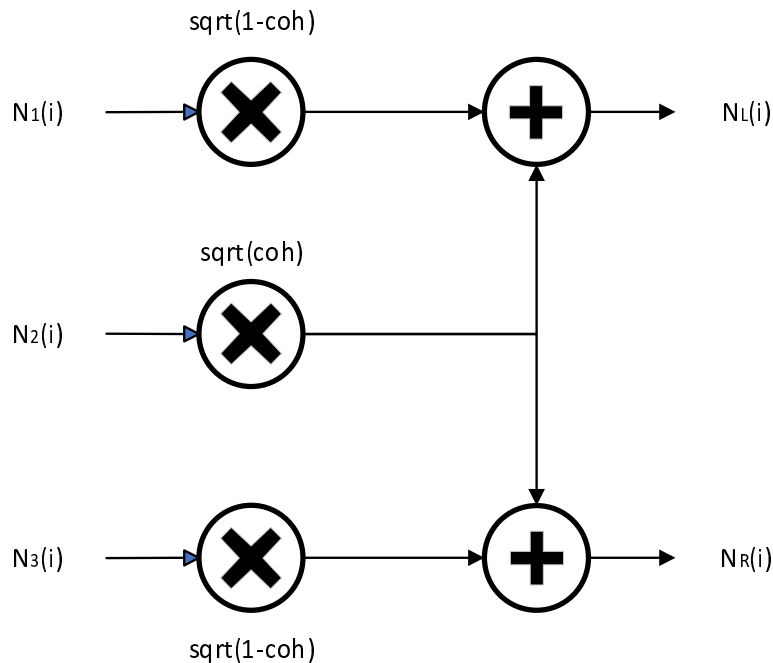 sqrt(1-coh)
N1(i)
NL(i)
sqrt(coh)
N2(i)
N3(i)
NR(i)
sqrt(1-coh)